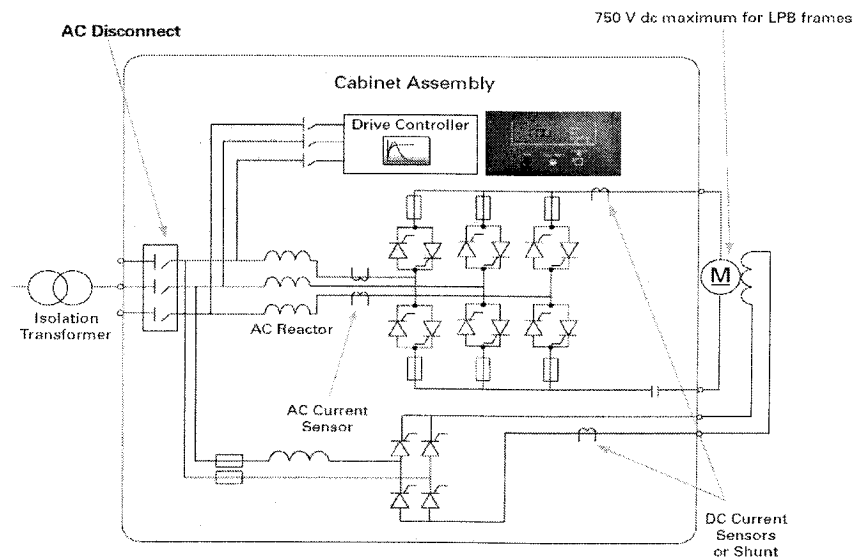 750 V dc maximum for LPB frames
AC Disconnect
Cabinet Assembly
Drive Controller
M
Isolation
Transformer
AC Reactor
AC Current
Sensor
DC Current
Sensors
or Shunt